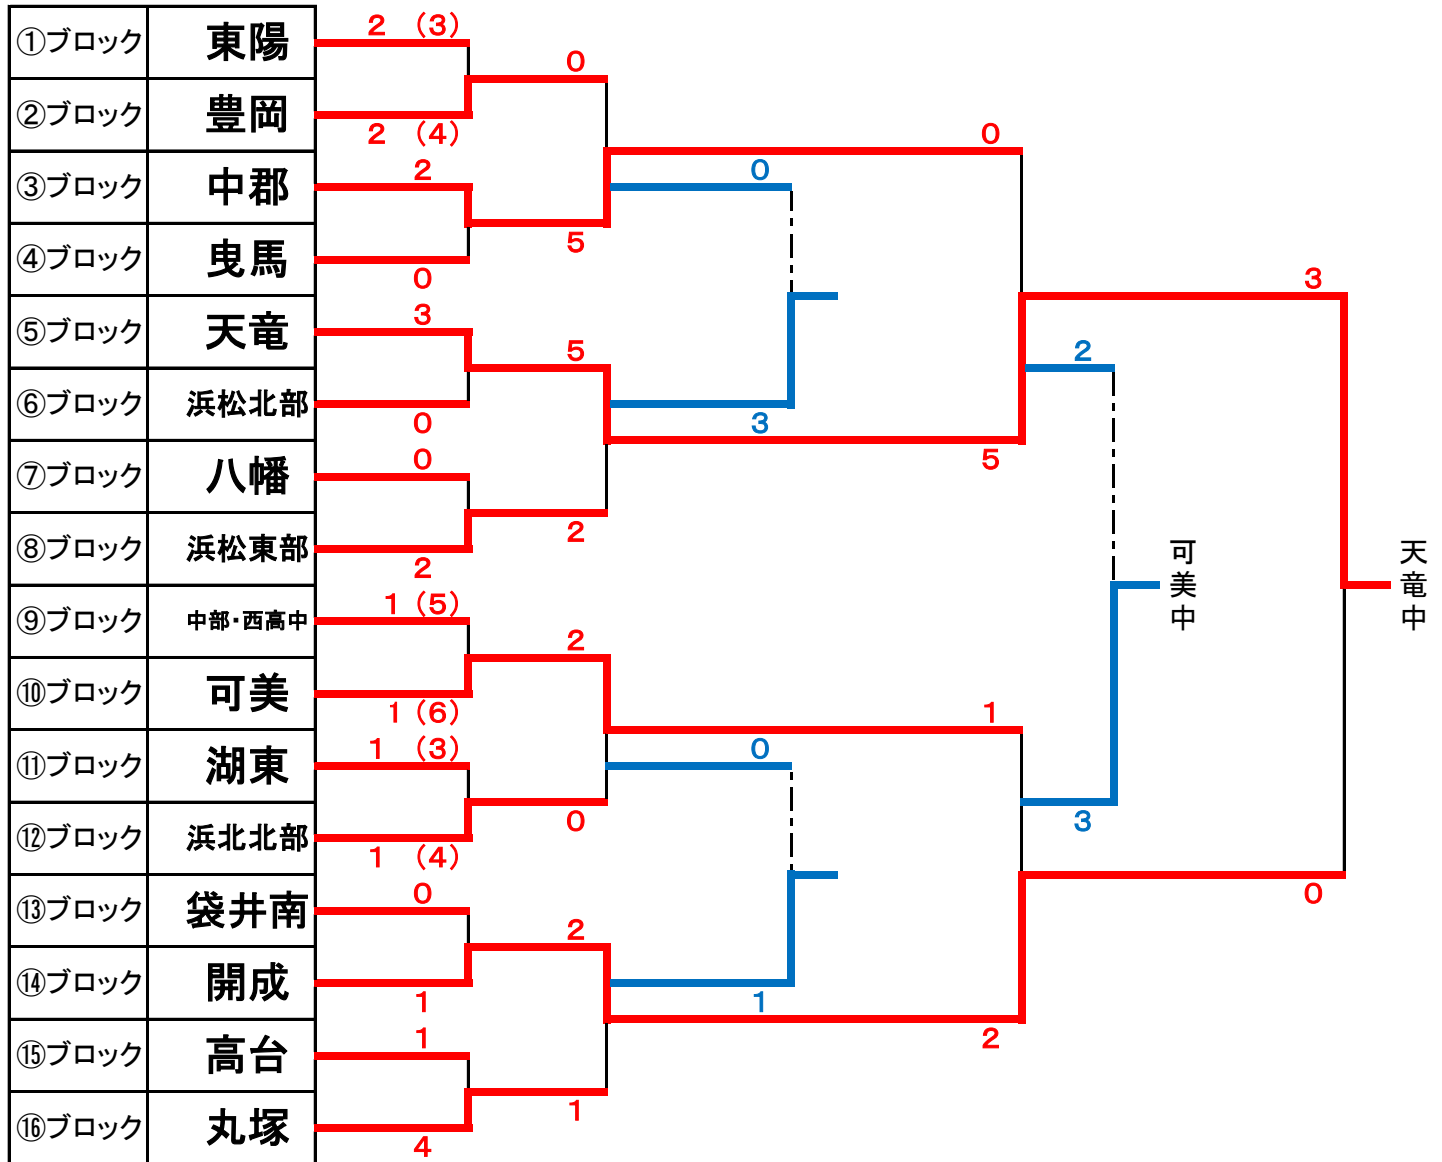 ①ブロック 東陽
②ブロック 豊岡
③ブロック 中郡
④ブロック 曳馬
⑤ブロック 天竜
⑥ブロック 浜松北部
⑦ブロック 八幡
⑧ブロック 浜松東部
⑨ブロック 中部・西高中
⑩ブロック 可美
⑪ブロック 湖東
⑫ブロック 浜北北部
⑬ブロック 袋井南
⑭ブロック 開成
⑮ブロック 高台
⑯ブロック 丸塚
2 (3)
2 (4)
2
0
3
0
0
2
1 (5)
1 (6)
1 (3)
1 (4)
0
1
1
4
0
5
5
2
2
0
2
1
0
3
0
1
0
5
1
2
2
3
3
0
可美中
天竜中